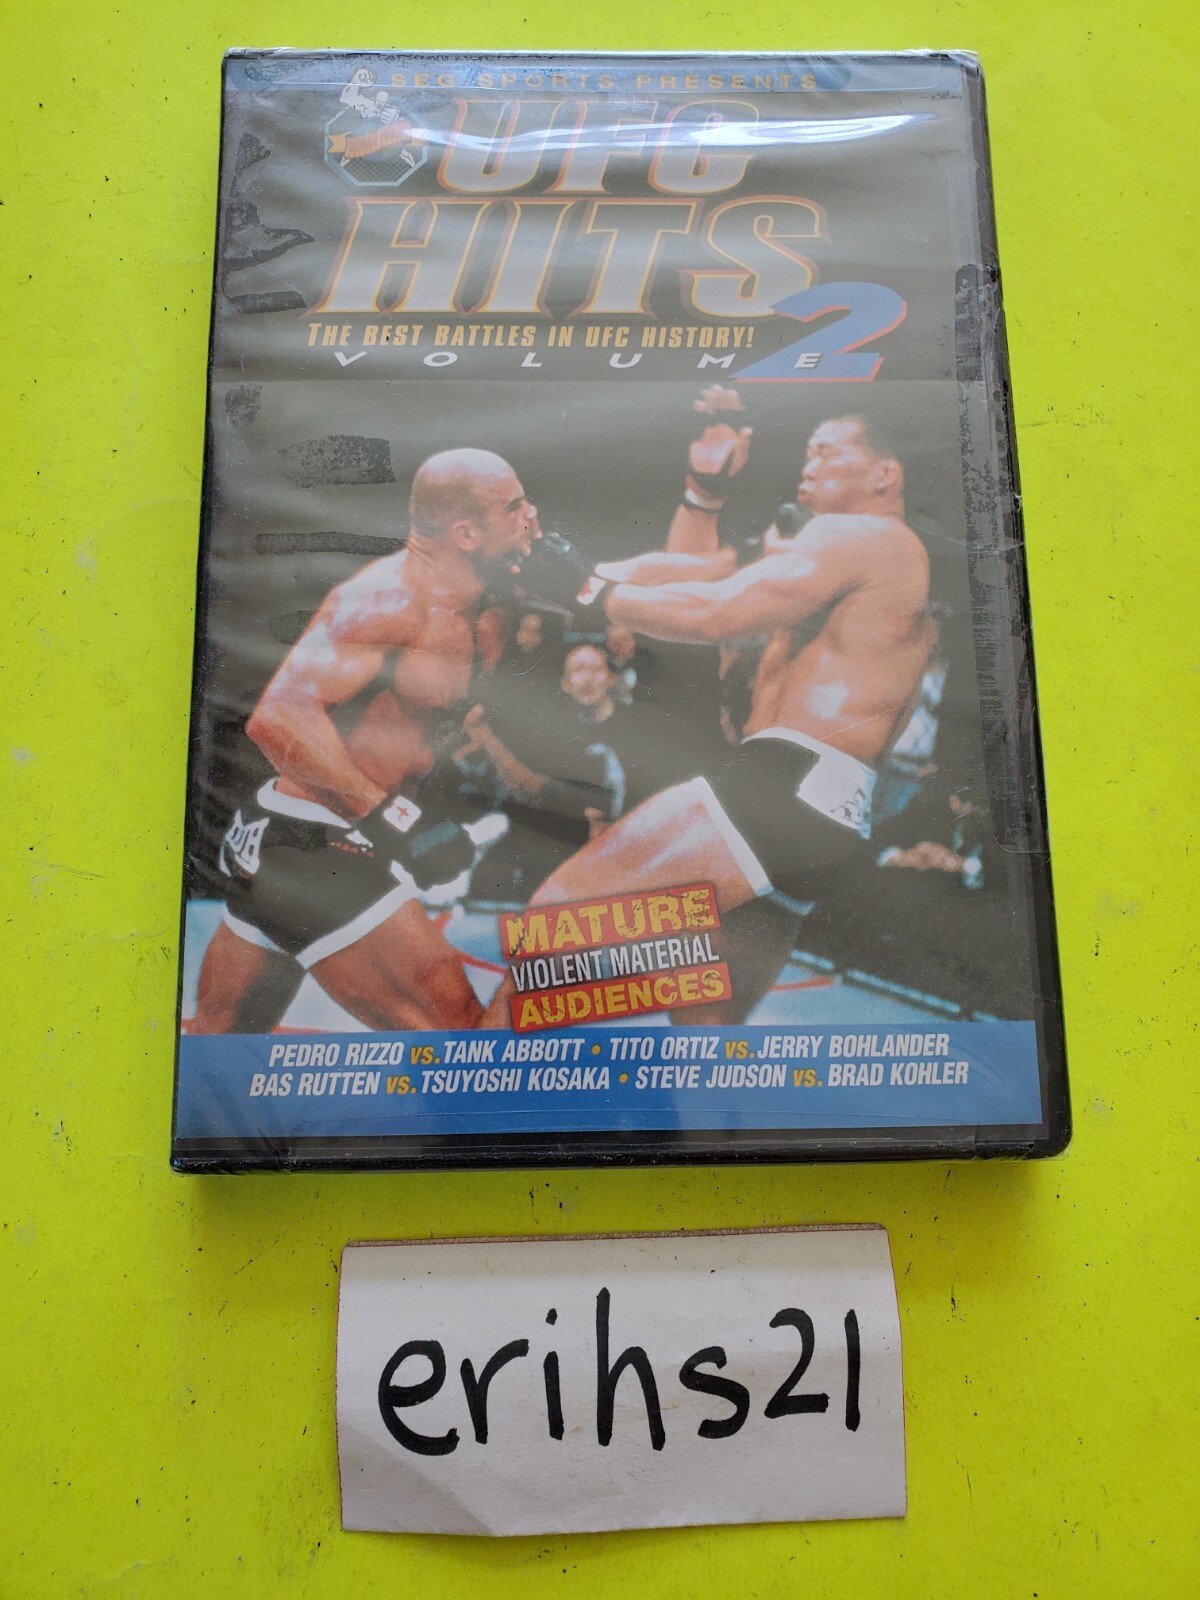 SEG SPORTS PRESENTS
UFC
HITS
THE BEST BATTLES IN UFC HISTORY!
VOLUME 2
MATURE
VIOLENT MATERIAL
AUDIENCES
PEDRO RIZZO VS. TANK ABBOTT • TITO ORTIZ VS. JERRY BOHLANDER
BAS RUTTEN VS. TSUYOSHI KOSAKA • STEVE JUDSON VS. BRAD KOHLER
erihs21